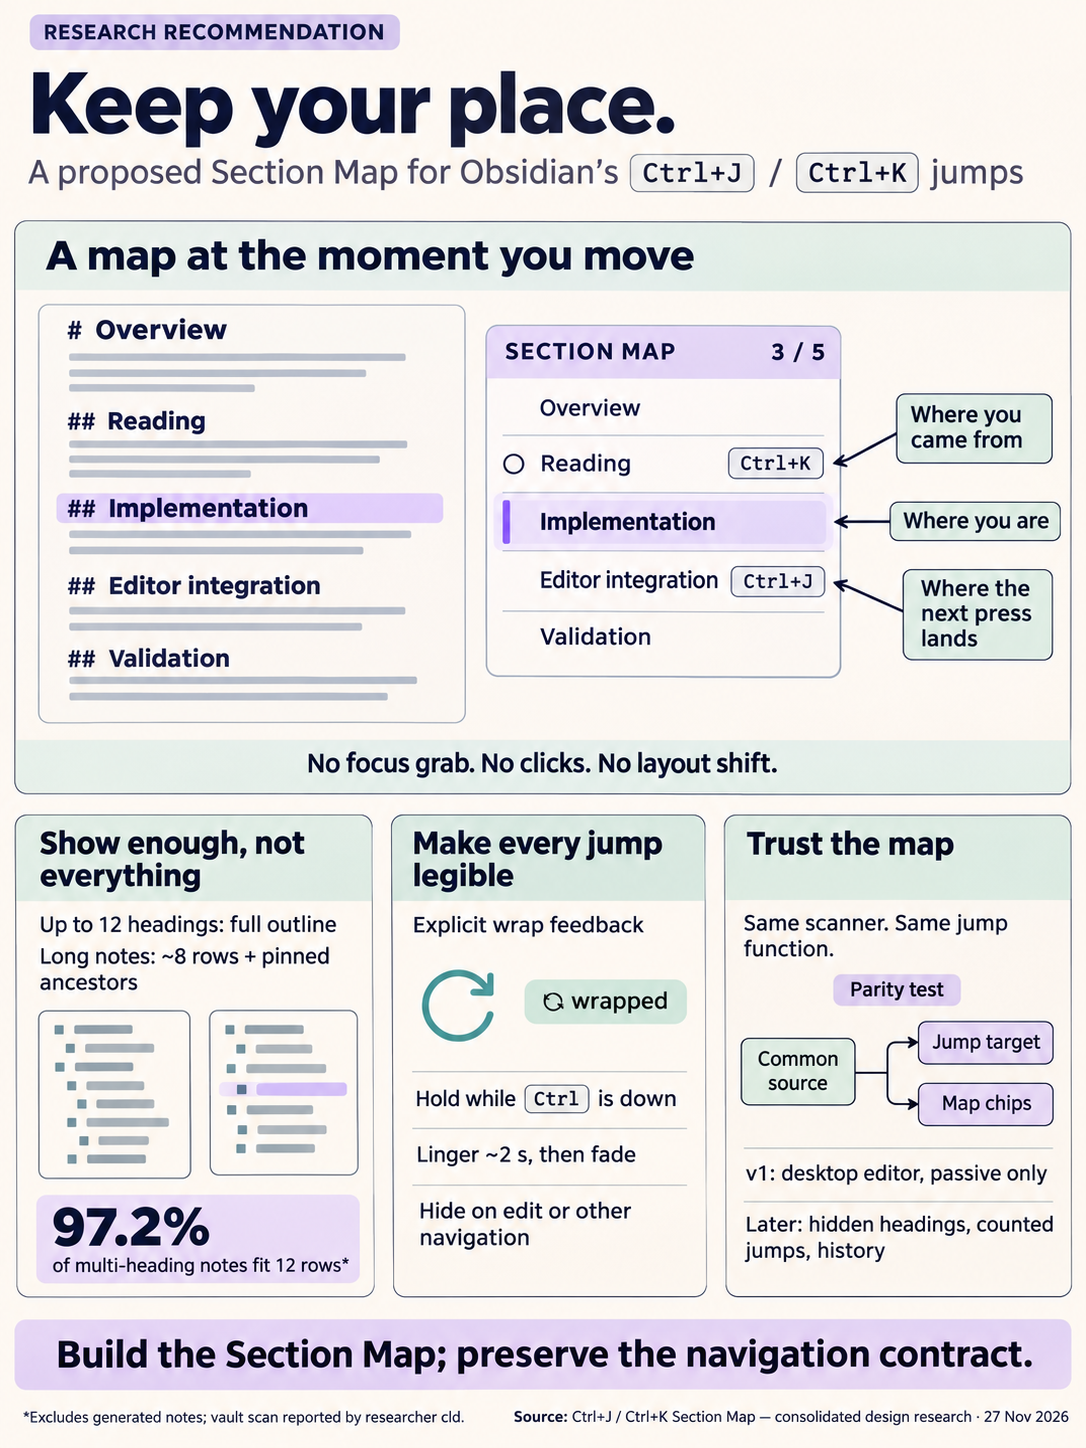 RESEARCH RECOMMENDATION
Keep your place.
A proposed Section Map for Obsidian's Ctrl+J / Ctrl+K jumps
A map at the moment you move
# Overview
## Reading
## Implementation
## Editor integration
## Validation
SECTION MAP 3 / 5
Overview
Reading Ctrl+K
Implementation
Editor integration Ctrl+J
Validation
Where you
came from
Where you are
Where the
next press
lands
No focus grab. No clicks. No layout shift.
Show enough, not
everything
Up to 12 headings: full outline
Long notes: ~8 rows + pinned
ancestors
97.2%
of multi-heading notes fit 12 rows*
Make every jump
legible
Explicit wrap feedback
wrapped
Hold while Ctrl is down
Linger ~2 s, then fade
Hide on edit or other
navigation
Trust the map
Same scanner. Same jump
function.
Parity test
Common
source
Jump target
Map chips
v1: desktop editor, passive only
Later: hidden headings, counted
jumps, history
Build the Section Map; preserve the navigation contract.
*Excludes generated notes; vault scan reported by researcher cld.
Source: Ctrl+J / Ctrl+K Section Map — consolidated design research · 27 Nov 2026